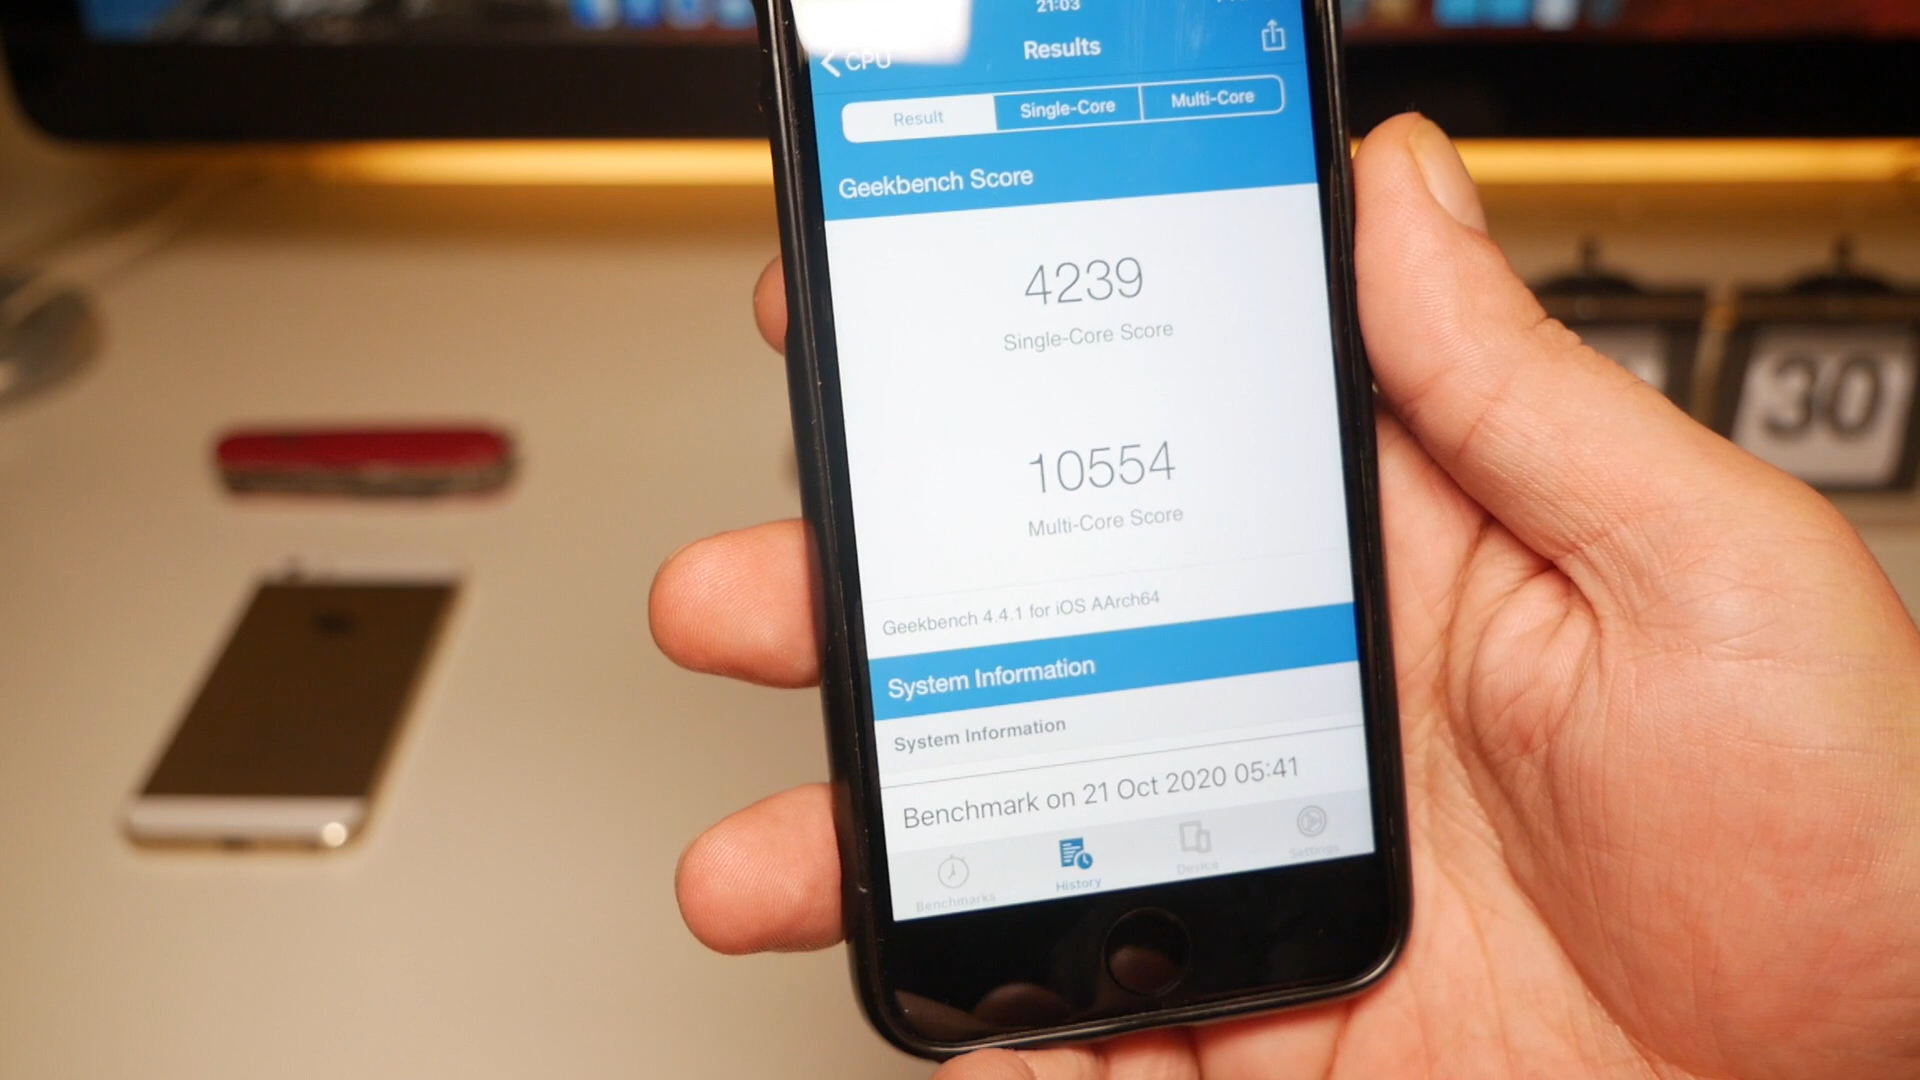 21:03
CPU
Results
Result
Single-Core
Multi-Core
Geekbench Score
4239
Single-Core Score
10554
Multi-Core Score
Geekbench 4.4.1 for iOS AArch64
System Information
System Information
Benchmark on 21 Oct 2020 05:41
Benchmarks
History
Device
Settings
30